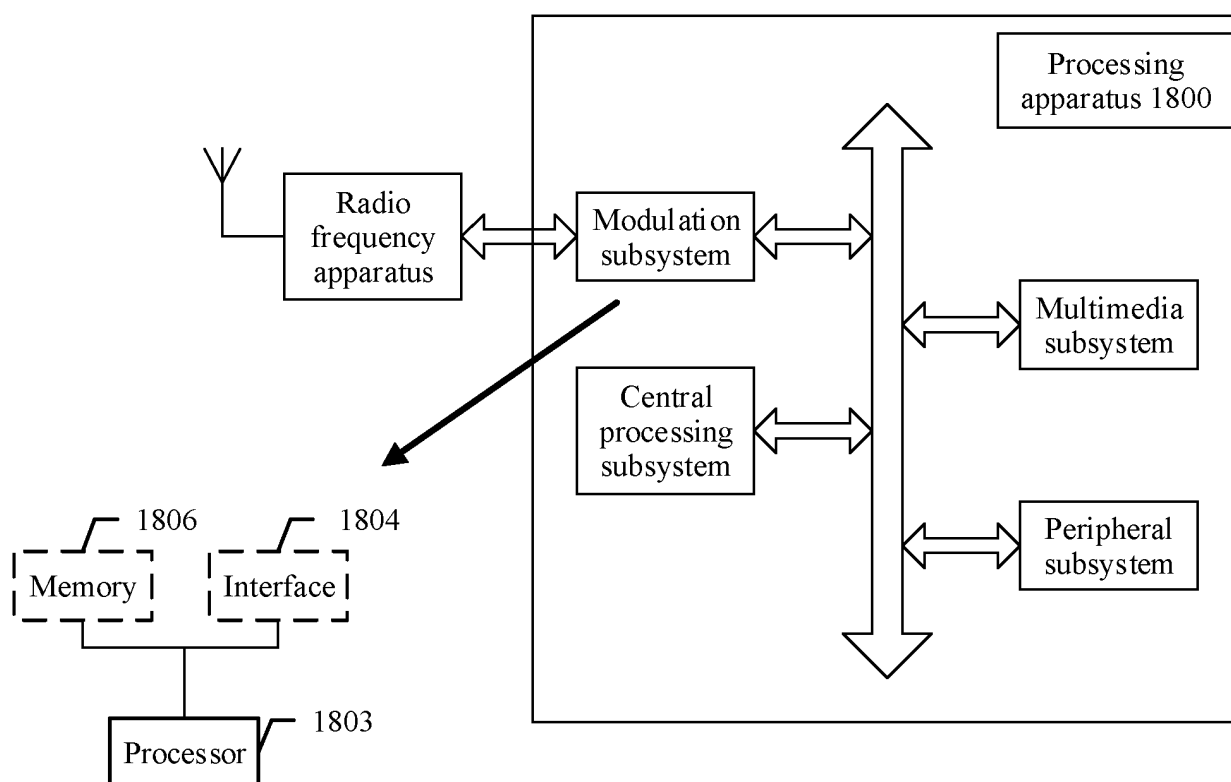 Processing
apparatus 1800
Radio
frequency
apparatus
Modulation
subsystem
Multimedia
subsystem
Central
processing
subsystem
Peripheral
subsystem
1806
1804
Memory
Interface
1803
Processor